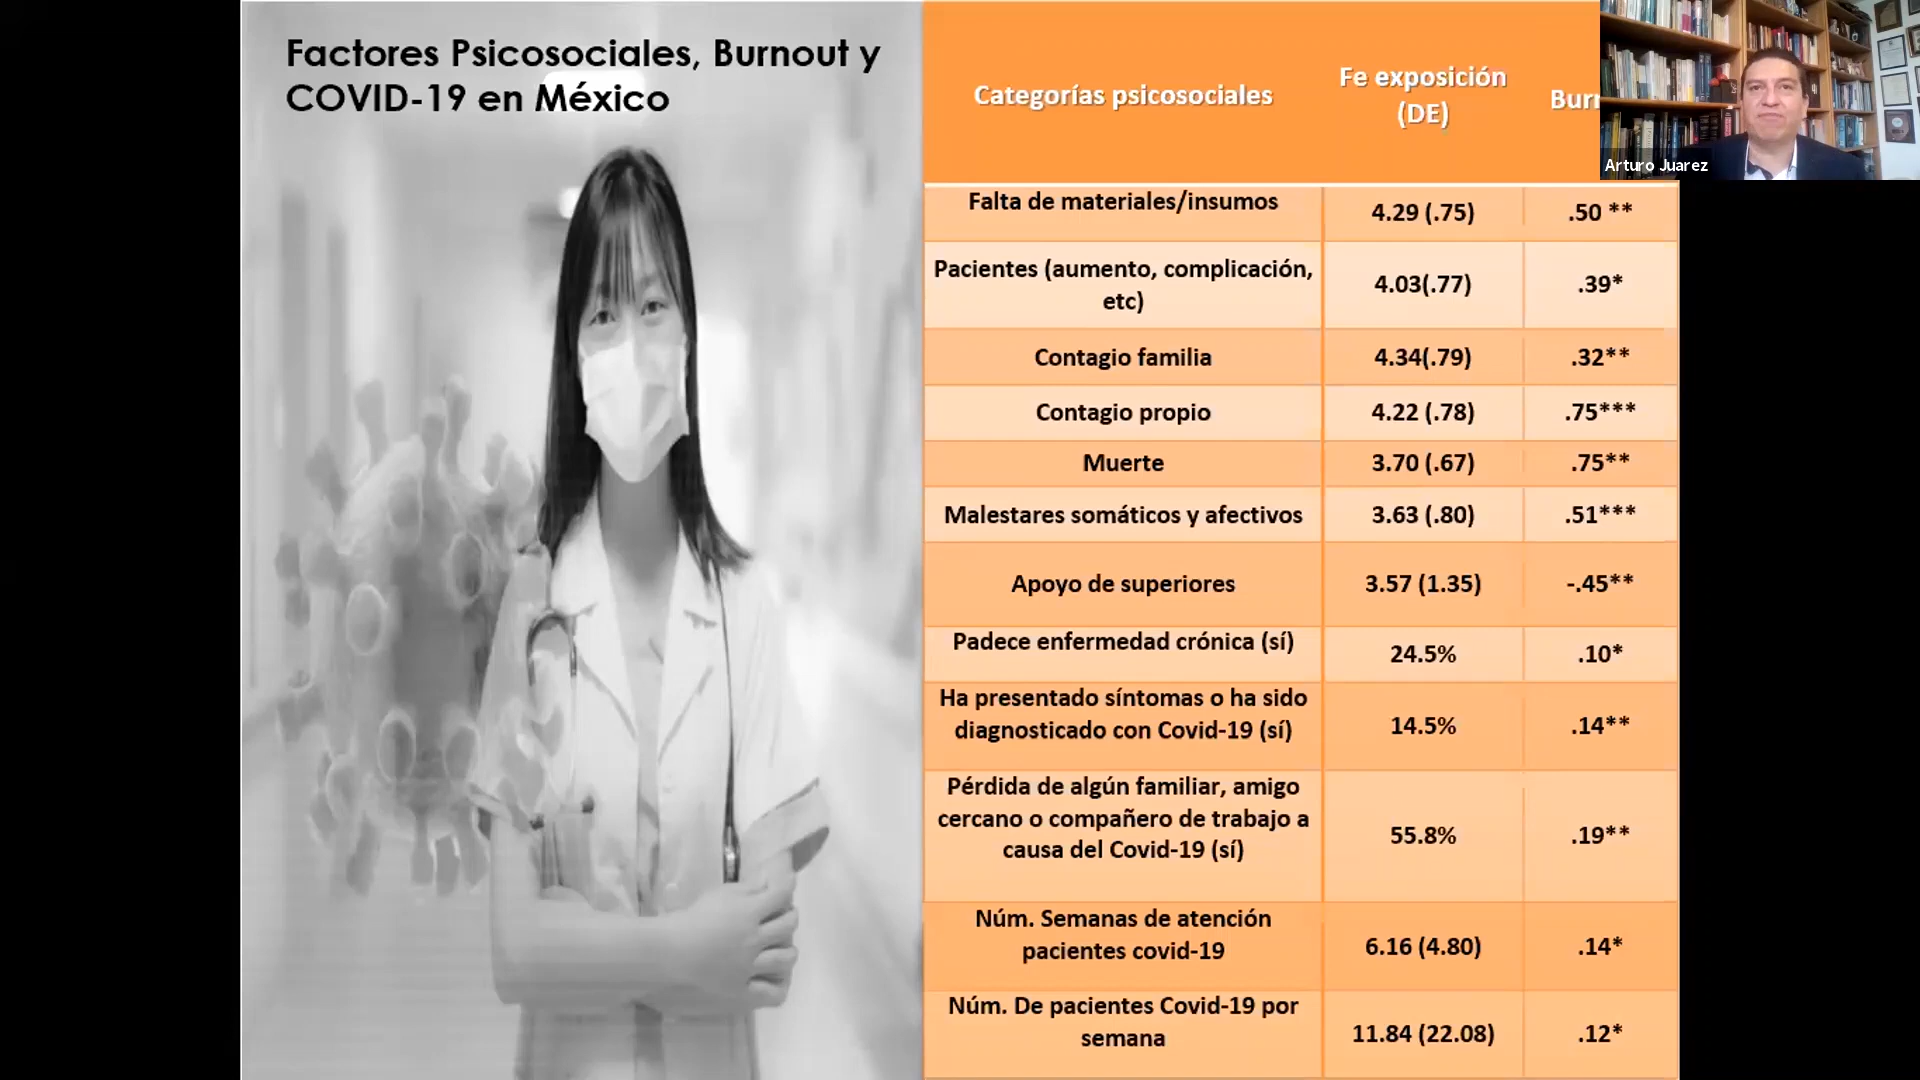 Factores Psicosociales, Burnout y
COVID-19 en México
Categorías psicosociales
Fe exposición
(DE)
Falta de materiales/insumos
4.29 (.75)
.50 **
Pacientes (aumento, complicación,
etc)
4.03(.77)
.39*
Contagio familia
4.34(.79)
.32**
Contagio propio
4.22 (.78)
.75***
Muerte
3.70 (.67)
.75**
Malestares somáticos y afectivos
3.63 (.80)
.51***
Apoyo de superiores
3.57 (1.35)
-.45**
Padece enfermedad crónica (sí)
24.5%
.10*
Ha presentado síntomas o ha sido
diagnosticado con Covid-19 (sí)
14.5%
.14**
Pérdida de algún familiar, amigo
cercano o compañero de trabajo a
causa del Covid-19 (sí)
55.8%
.19**
Núm. Semanas de atención
pacientes covid-19
6.16 (4.80)
.14*
Núm. De pacientes Covid-19 por
semana
11.84 (22.08)
.12*
Arturo Juarez